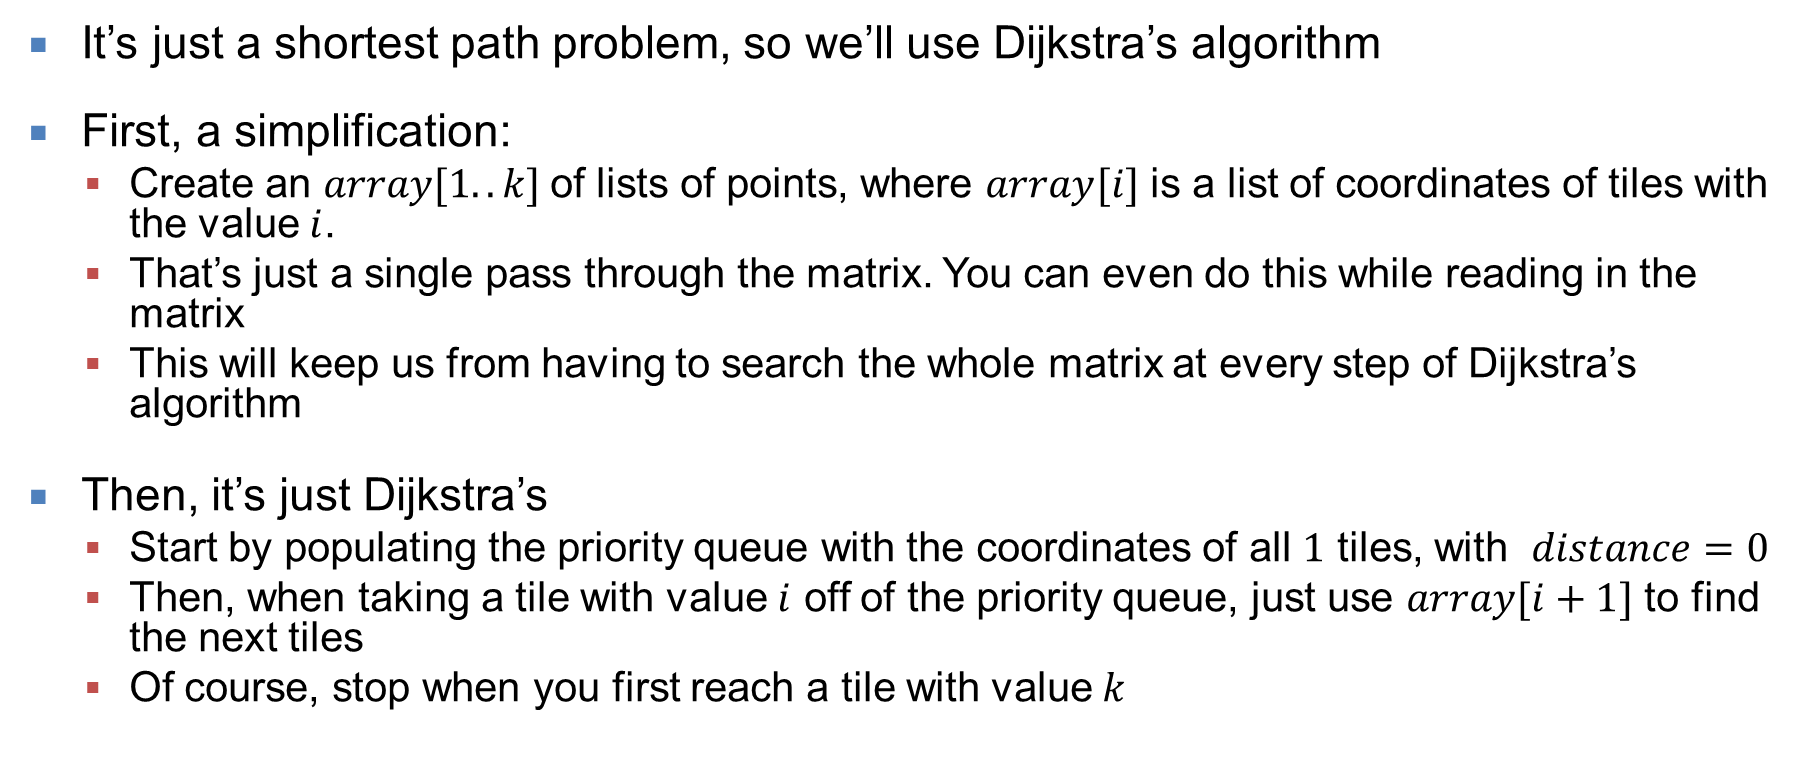 It’s just a shortest path problem, so we’ll use Dijkstra’s algorithm
First, a simplification:
Create an array[1..k] of lists of points, where array[i] is a list of coordinates of tiles with
the value i.
That’s just a single pass through the matrix. You can even do this while reading in the
matrix
This will keep us from having to search the whole matrix at every step of Dijkstra’s
algorithm
Then, it’s just Dijkstra’s
Start by populating the priority queue with the coordinates of all 1 tiles, with distance = 0
Then, when taking a tile with value i off of the priority queue, just use array[i + 1] to find
the next tiles
Of course, stop when you first reach a tile with value k